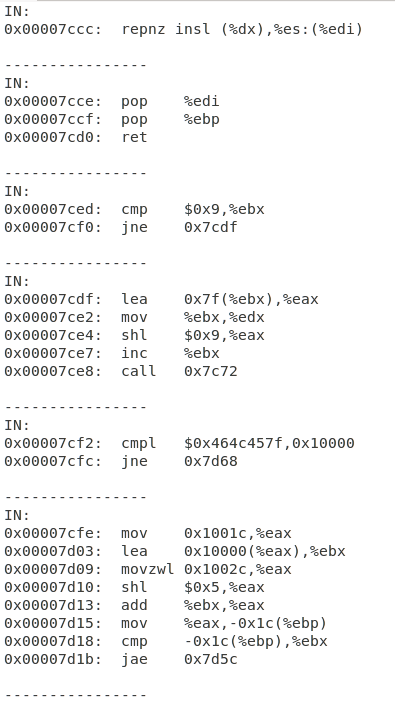 IN:
0x00007ccc:  repnz insl (%dx),%es:(%edi)
----------------
IN:
0x00007cce:  pop    %edi
0x00007ccf:  pop    %ebp
0x00007cd0:  ret
----------------
IN:
0x00007ced:  cmp    $0x9,%ebx
0x00007cf0:  jne    0x7cdf
----------------
IN:
0x00007cdf:  lea    0x7f(%ebx),%eax
0x00007ce2:  mov    %ebx,%edx
0x00007ce4:  shl    $0x9,%eax
0x00007ce7:  inc    %ebx
0x00007ce8:  call   0x7c72
----------------
IN:
0x00007cf2:  cmpl   $0x464c457f,0x10000
0x00007cfc:  jne    0x7d68
----------------
IN:
0x00007cfe:  mov    0x1001c,%eax
0x00007d03:  lea    0x10000(%eax),%ebx
0x00007d09:  movzwl 0x1002c,%eax
0x00007d10:  shl    $0x5,%eax
0x00007d13:  add    %ebx,%eax
0x00007d15:  mov    %eax,-0x1c(%ebp)
0x00007d18:  cmp    -0x1c(%ebp),%ebx
0x00007d1b:  jae    0x7d5c
----------------